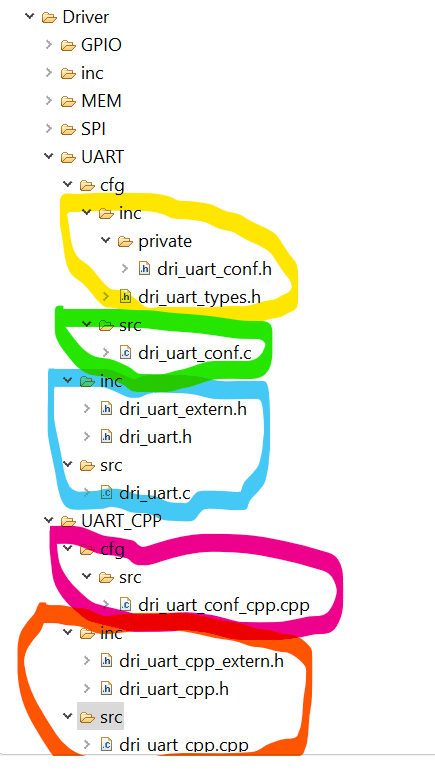 Driver
GPIO
inc
MEM
SPI
UART
cfg
inc
private
dri_uart_conf.h
dri_uart_types.h
src
dri_uart_conf.c
inc
dri_uart_extern.h
dri_uart.h
src
dri_uart.c
UART_CPP
cfg
src
dri_uart_conf_cpp.cpp
inc
dri_uart_cpp_extern.h
dri_uart_cpp.h
src
dri_uart_cpp.cpp